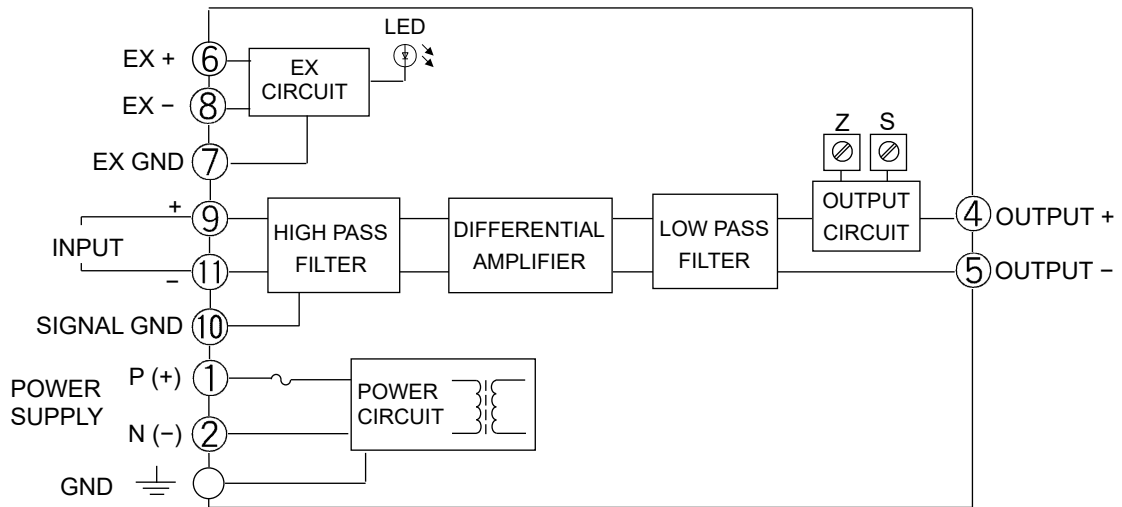 LED
EX +
6
EX
CIRCUIT
EX −
8
Z
S
EX GND
7
+
9
HIGH PASS
FILTER
DIFFERENTIAL
AMPLIFIER
LOW PASS
FILTER
OUTPUT
CIRCUIT
4
OUTPUT +
INPUT
−
11
5
OUTPUT −
SIGNAL GND
10
POWER
SUPPLY
P (+)
1
POWER
CIRCUIT
N (−)
2
GND